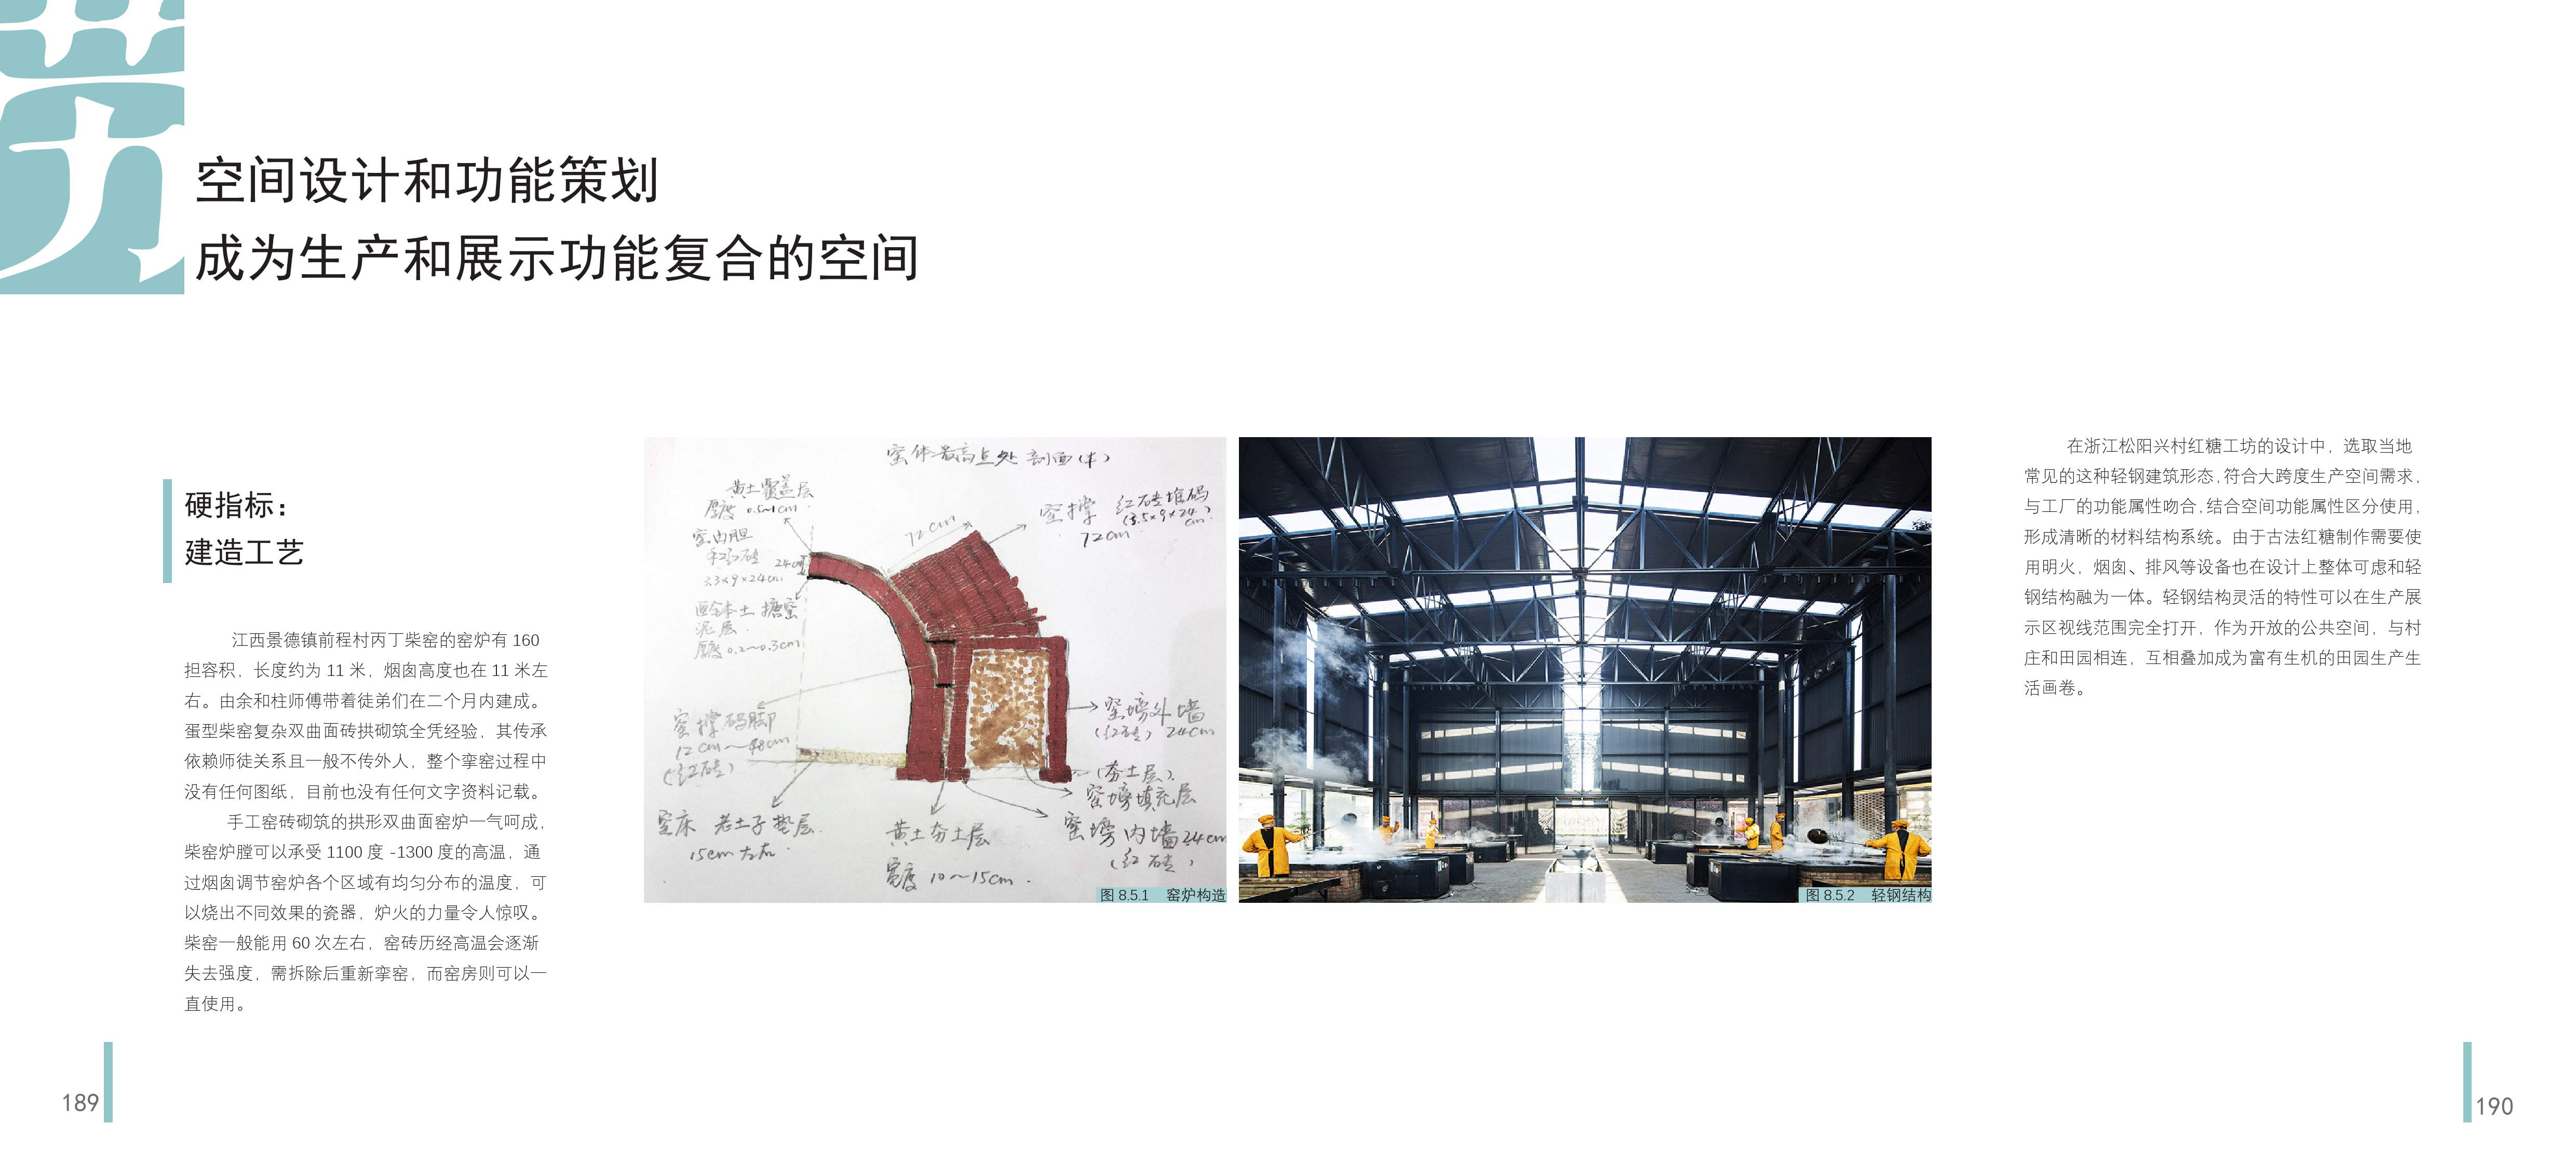 空间设计和功能策划
成为生产和展示功能复合的空间
硬指标：
建造工艺
江西景德镇前程村丙丁柴窑的窑炉有 160
担容积，长度约为 11 米，烟囱高度也在 11 米左
右。由余和柱师傅带着徒弟们在二个月内建成。
蛋型柴窑复杂双曲面砖拱砌筑全凭经验，其传承
依赖师徒关系且一般不传外人，整个挛窑过程中
没有任何图纸，目前也没有任何文字资料记载。
手工窑砖砌筑的拱形双曲面窑炉一气呵成，
柴窑炉膛可以承受 1100 度 -1300 度的高温，通
过烟囱调节窑炉各个区域有均匀分布的温度，可
以烧出不同效果的瓷器，炉火的力量令人惊叹。
柴窑一般能用 60 次左右，窑砖历经高温会逐渐
失去强度，需拆除后重新挛窑，而窑房则可以一
直使用。
189
窑体最高点处 剖面(牛)
黄土覆盖层
厚度 0.5~1cm
窑内胆
24cm
3.3×9×24cm
搪窑
泥层
厚度 0.2~0.3cm
72cm
窑撑 红砖堆码
(3.5×9×24)
cm
72cm
窑撑码脚
12cm~48cm
(红砖)
窑床 老土子垫层
15cm 左右
黄土夯土层
宽度 10~15cm
窑塝外墙
(红砖) 24cm
(夯土层)
窑塝填充层
窑塝内墙 24cm
(红砖)
图 8.5.1 窑炉构造
图 8.5.2 轻钢结构
在浙江松阳兴村红糖工坊的设计中，选取当地
常见的这种轻钢建筑形态，符合大跨度生产空间需求，
与工厂的功能属性吻合，结合空间功能属性区分使用，
形成清晰的材料结构系统。由于古法红糖制作需要使
用明火，烟囱、排风等设备也在设计上整体可虑和轻
钢结构融为一体。轻钢结构灵活的特性可以在生产展
示区视线范围完全打开，作为开放的公共空间，与村
庄和田园相连，互相叠加成为富有生机的田园生产生
活画卷。
190